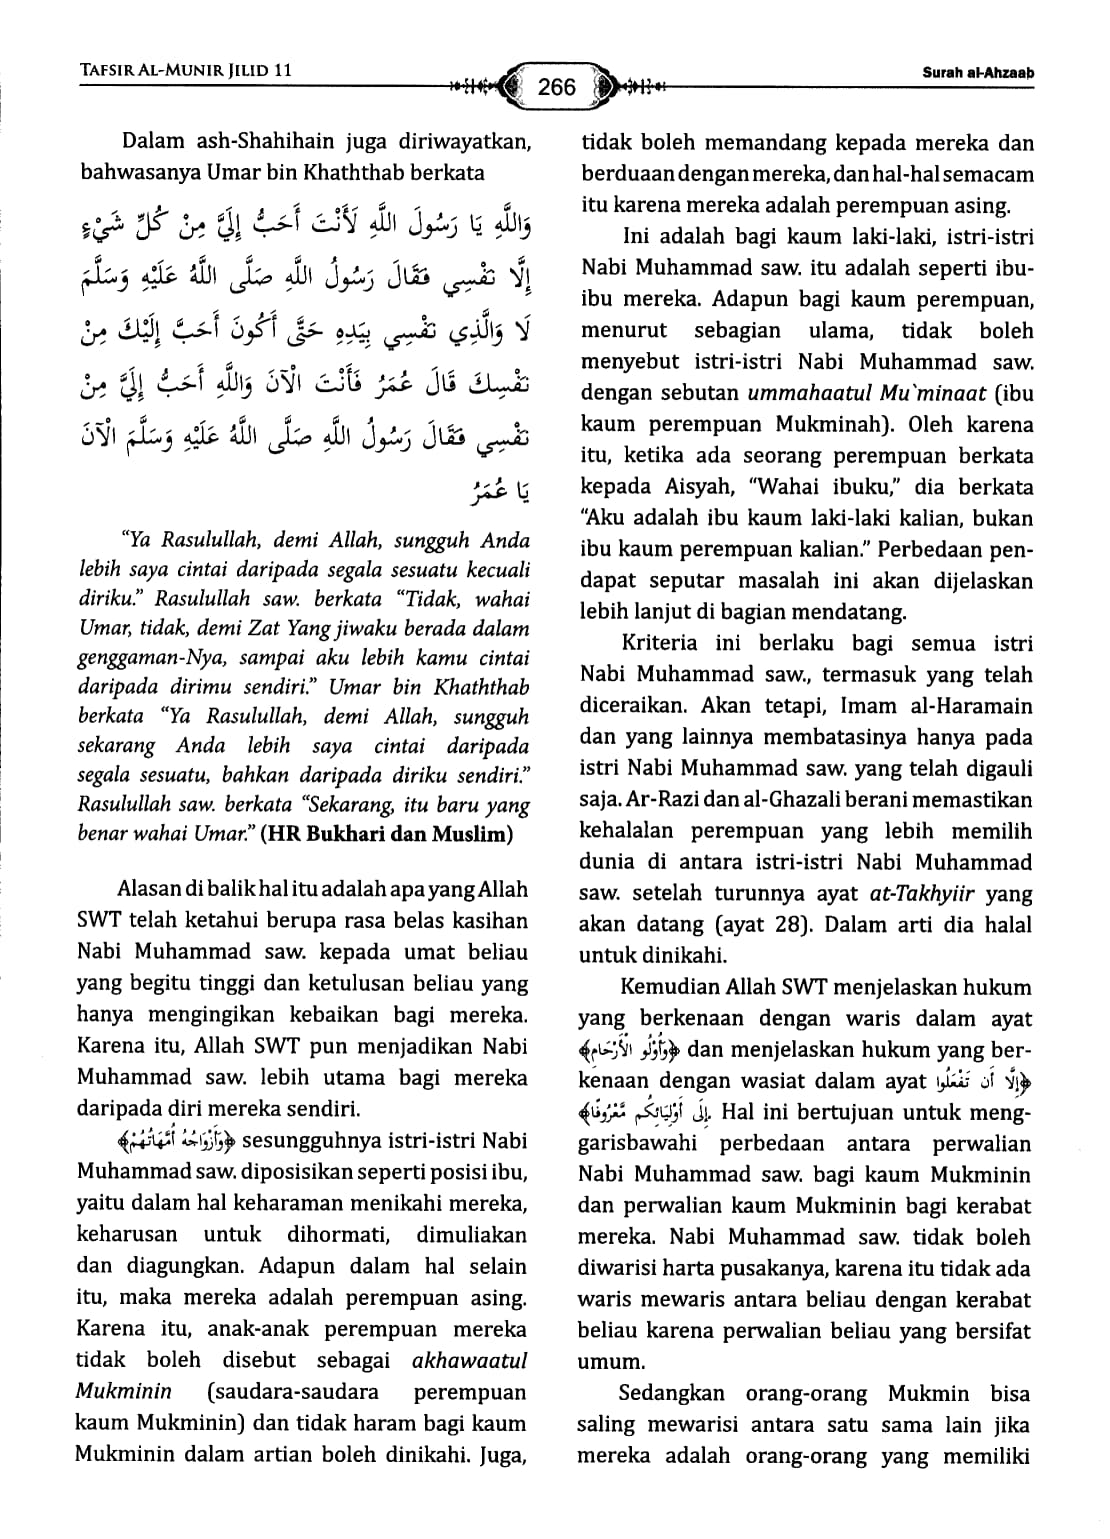 TAFSIR AL-MUNIR JILID 11
266
Surah al-Ahzaab
Dalam ash-Shahihain juga diriwayatkan,
bahwasanya Umar bin Khaththab berkata
وَاللَّهِ يَا رَسُولَ اللَّهِ لَأَنْتَ أَحَبُّ إِلَيَّ مِنْ كُلِّ شَيْءٍ
إِلَّا نَفْسِي فَقَالَ رَسُولُ اللَّهِ صَلَّى اللَّهُ عَلَيْهِ وَسَلَّمَ
لَا وَالَّذِي نَفْسِي بِيَدِهِ حَتَّى أَكُونَ أَحَبَّ إِلَيْكَ مِنْ
نَفْسِكَ قَالَ عُمَرُ فَأَنْتَ الْآنَ وَاللَّهِ أَحَبُّ إِلَيَّ مِنْ
نَفْسِي فَقَالَ رَسُولُ اللَّهِ صَلَّى اللَّهُ عَلَيْهِ وَسَلَّمَ الْآنَ
يَا عُمَرُ
“Ya Rasulullah, demi Allah, sungguh Anda
lebih saya cintai daripada segala sesuatu kecuali
diriku.” Rasulullah saw. berkata “Tidak, wahai
Umar, tidak, demi Zat Yang jiwaku berada dalam
genggaman-Nya, sampai aku lebih kamu cintai
daripada dirimu sendiri.” Umar bin Khaththab
berkata “Ya Rasulullah, demi Allah, sungguh
sekarang Anda lebih saya cintai daripada
segala sesuatu, bahkan daripada diriku sendiri.”
Rasulullah saw. berkata “Sekarang, itu baru yang
benar wahai Umar.” (HR Bukhari dan Muslim)
Alasan di balik hal itu adalah apa yang Allah
SWT telah ketahui berupa rasa belas kasihan
Nabi Muhammad saw. kepada umat beliau
yang begitu tinggi dan ketulusan beliau yang
hanya mengingikan kebaikan bagi mereka.
Karena itu, Allah SWT pun menjadikan Nabi
Muhammad saw. lebih utama bagi mereka
daripada diri mereka sendiri.
﴿وَأَزْوَاجُهُ أُمَّهَاتُهُمْ﴾ sesungguhnya istri-istri Nabi
Muhammad saw. diposisikan seperti posisi ibu,
yaitu dalam hal keharaman menikahi mereka,
keharusan untuk dihormati, dimuliakan
dan diagungkan. Adapun dalam hal selain
itu, maka mereka adalah perempuan asing.
Karena itu, anak-anak perempuan mereka
tidak boleh disebut sebagai akhawaatul
Mukminin (saudara-saudara perempuan
kaum Mukminin) dan tidak haram bagi kaum
Mukminin dalam artian boleh dinikahi. Juga,
tidak boleh memandang kepada mereka dan
berduaan dengan mereka, dan hal-hal semacam
itu karena mereka adalah perempuan asing.
Ini adalah bagi kaum laki-laki, istri-istri
Nabi Muhammad saw. itu adalah seperti ibu-
ibu mereka. Adapun bagi kaum perempuan,
menurut sebagian ulama, tidak boleh
menyebut istri-istri Nabi Muhammad saw.
dengan sebutan ummahaatul Mu`minaat (ibu
kaum perempuan Mukminah). Oleh karena
itu, ketika ada seorang perempuan berkata
kepada Aisyah, “Wahai ibuku,” dia berkata
“Aku adalah ibu kaum laki-laki kalian, bukan
ibu kaum perempuan kalian.” Perbedaan pen-
dapat seputar masalah ini akan dijelaskan
lebih lanjut di bagian mendatang.
Kriteria ini berlaku bagi semua istri
Nabi Muhammad saw., termasuk yang telah
diceraikan. Akan tetapi, Imam al-Haramain
dan yang lainnya membatasinya hanya pada
istri Nabi Muhammad saw. yang telah digauli
saja. Ar-Razi dan al-Ghazali berani memastikan
kehalalan perempuan yang lebih memilih
dunia di antara istri-istri Nabi Muhammad
saw. setelah turunnya ayat at-Takhyiir yang
akan datang (ayat 28). Dalam arti dia halal
untuk dinikahi.
Kemudian Allah SWT menjelaskan hukum
yang berkenaan dengan waris dalam ayat
﴿وَأُوْلُو الْأَرْحَامِ﴾ dan menjelaskan hukum yang ber-
kenaan dengan wasiat dalam ayat ﴿إِلَّا أَن تَفْعَلُوا
إِلَى أَوْلِيَائِكُم مَّعْرُوفًا﴾. Hal ini bertujuan untuk meng-
garisbawahi perbedaan antara perwalian
Nabi Muhammad saw. bagi kaum Mukminin
dan perwalian kaum Mukminin bagi kerabat
mereka. Nabi Muhammad saw. tidak boleh
diwarisi harta pusakanya, karena itu tidak ada
waris mewaris antara beliau dengan kerabat
beliau karena perwalian beliau yang bersifat
umum.
Sedangkan orang-orang Mukmin bisa
saling mewarisi antara satu sama lain jika
mereka adalah orang-orang yang memiliki